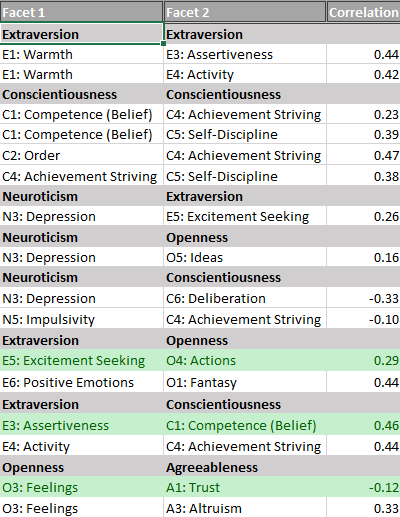 Facet 1 Facet 2 Correlation
Extraversion Extraversion
E1: Warmth E3: Assertiveness 0.44
E1: Warmth E4: Activity 0.42
Conscientiousness Conscientiousness
C1: Competence (Belief) C4: Achievement Striving 0.23
C1: Competence (Belief) C5: Self-Discipline 0.39
C2: Order C4: Achievement Striving 0.47
C4: Achievement Striving C5: Self-Discipline 0.38
Neuroticism Extraversion
N3: Depression E5: Excitement Seeking 0.26
Neuroticism Openness
N3: Depression O5: Ideas 0.16
Neuroticism Conscientiousness
N3: Depression C6: Deliberation -0.33
N5: Impulsivity C4: Achievement Striving -0.10
Extraversion Openness
E5: Excitement Seeking O4: Actions 0.29
E6: Positive Emotions O1: Fantasy 0.44
Extraversion Conscientiousness
E3: Assertiveness C1: Competence (Belief) 0.46
E4: Activity C4: Achievement Striving 0.44
Openness Agreeableness
O3: Feelings A1: Trust -0.12
O3: Feelings A3: Altruism 0.33